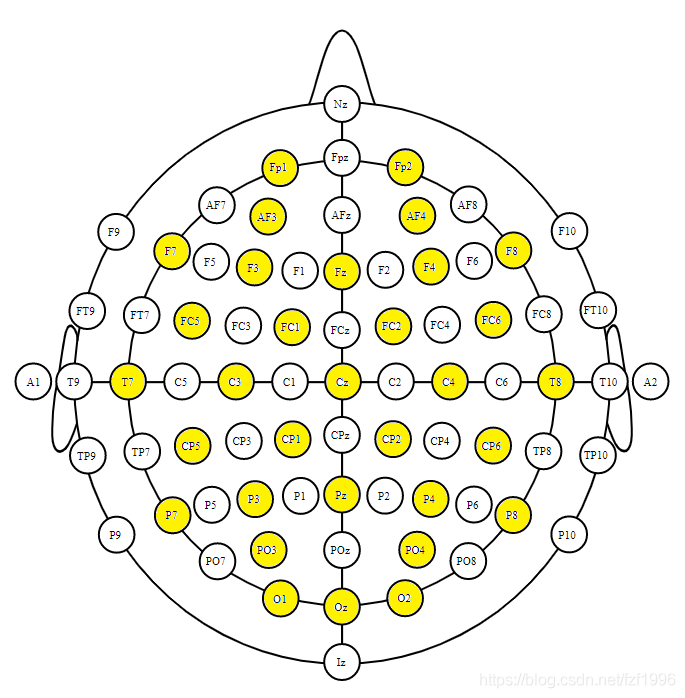 Nz
Fp1 Fpz Fp2
AF7 AF3 AFz AF4 AF8
F9 F7 F5 F3 F1 Fz F2 F4 F6 F8 F10
FT9 FT7 FC5 FC3 FC1 FCz FC2 FC4 FC6 FC8 FT10
A1 T9 T7 C5 C3 C1 Cz C2 C4 C6 T8 T10 A2
TP9 TP7 CP5 CP3 CP1 CPz CP2 CP4 CP6 TP8 TP10
P9 P7 P5 P3 P1 Pz P2 P4 P6 P8 P10
PO7 PO3 POz PO4 PO8
O1 Oz O2
Iz
https://blog.csdn.net/fzf1996